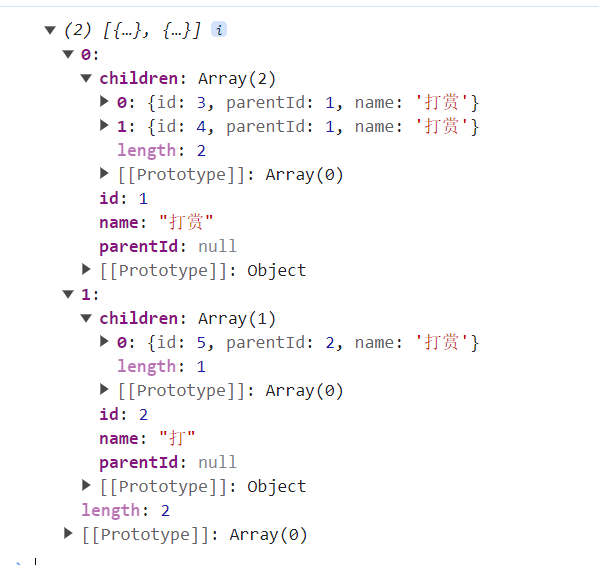 (2) [{…}, {…}] i
0:
children: Array(2)
0: {id: 3, parentId: 1, name: '打赏'}
1: {id: 4, parentId: 1, name: '打赏'}
length: 2
[[Prototype]]: Array(0)
id: 1
name: "打赏"
parentId: null
[[Prototype]]: Object
1:
children: Array(1)
0: {id: 5, parentId: 2, name: '打赏'}
length: 1
[[Prototype]]: Array(0)
id: 2
name: "打"
parentId: null
[[Prototype]]: Object
length: 2
[[Prototype]]: Array(0)